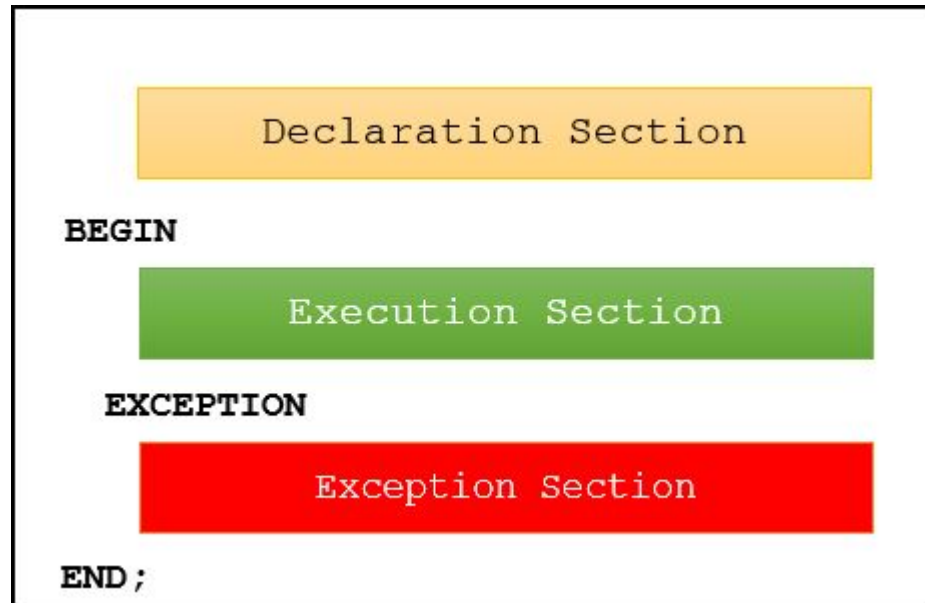 Declaration Section
BEGIN
Execution Section
EXCEPTION
Exception Section
END;